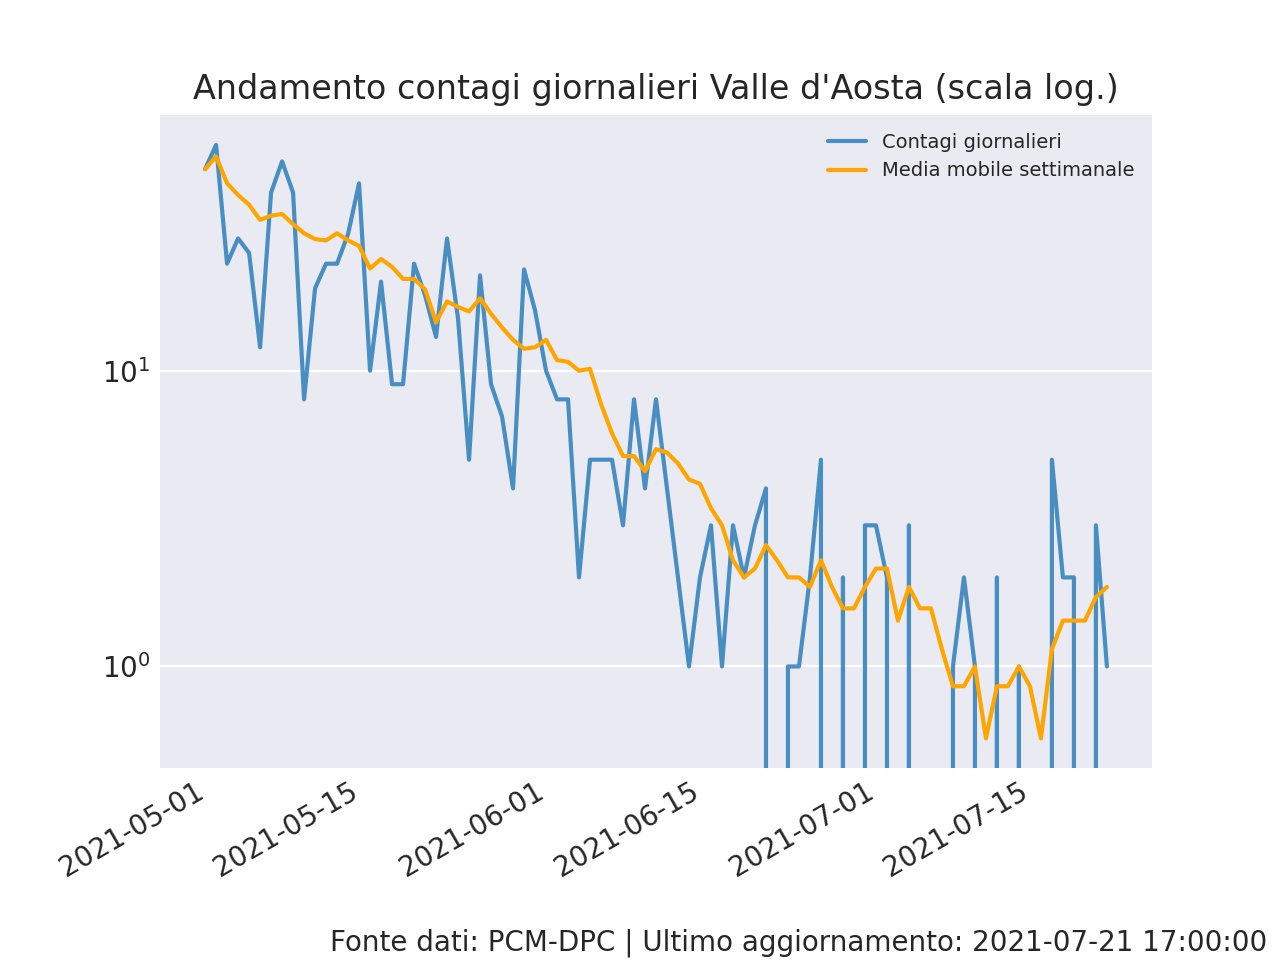 Andamento contagi giornalieri Valle d'Aosta (scala log.)
Contagi giornalieri
Media mobile settimanale
10¹
10⁰
2021-05-01
2021-05-15
2021-06-01
2021-06-15
2021-07-01
2021-07-15
Fonte dati: PCM-DPC | Ultimo aggiornamento: 2021-07-21 17:00:00